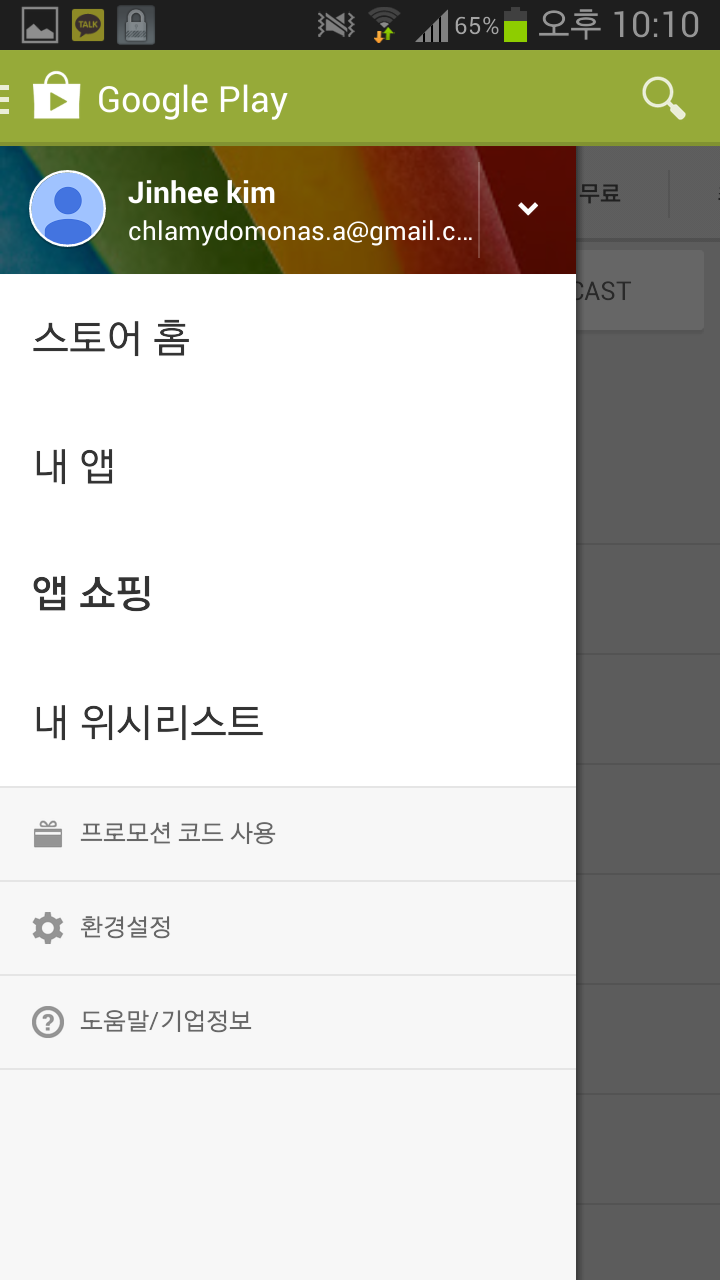 TALK
65%
오후 10:10
Google Play
Jinhee kim
chlamydomonas.a@gmail.c...
무료
CAST
스토어 홈
내 앱
앱 쇼핑
내 위시리스트
프로모션 코드 사용
환경설정
도움말/기업정보